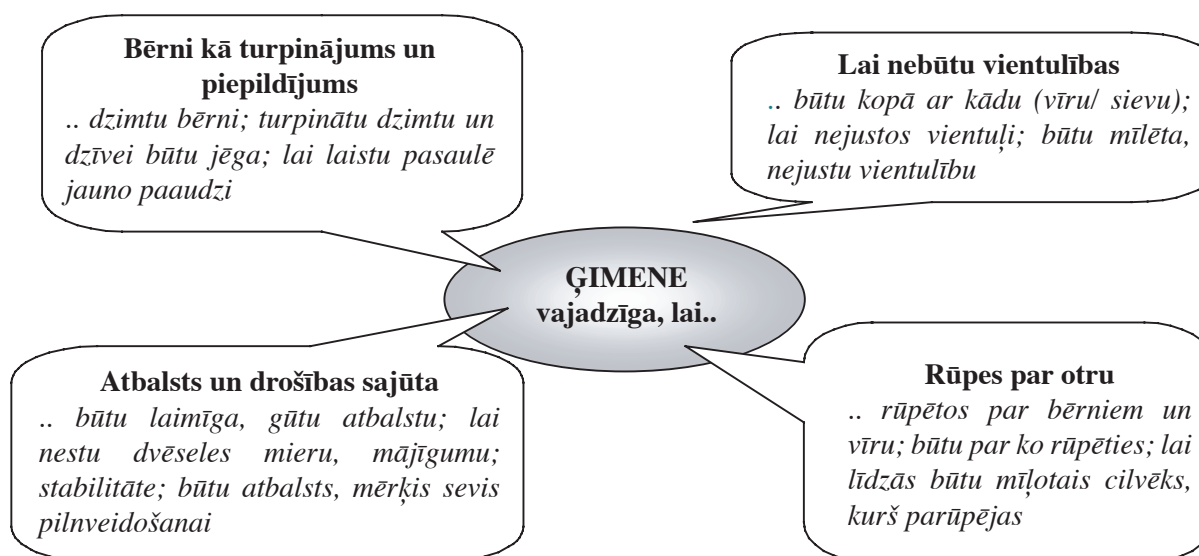 Bērni kā turpinājums un
piepildījums
.. dzimtu bērni; turpinātu dzimtu un
dzīvei būtu jēga; lai laistu pasaulē
jauno paaudzi
Lai nebūtu vientulības
.. būtu kopā ar kādu (vīru/ sievu);
lai nejustos vientuļi; būtu mīlēta,
nejustu vientulību
ĢIMENE
vajadzīga, lai..
Atbalsts un drošības sajūta
.. būtu laimīga, gūtu atbalstu; lai
nestu dvēseles mieru, mājīgumu;
stabilitāte; būtu atbalsts, mērķis sevis
pilnveidošanai
Rūpes par otru
.. rūpētos par bērniem un
vīru; būtu par ko rūpēties; lai
līdzās būtu mīļotais cilvēks,
kurš parūpējas